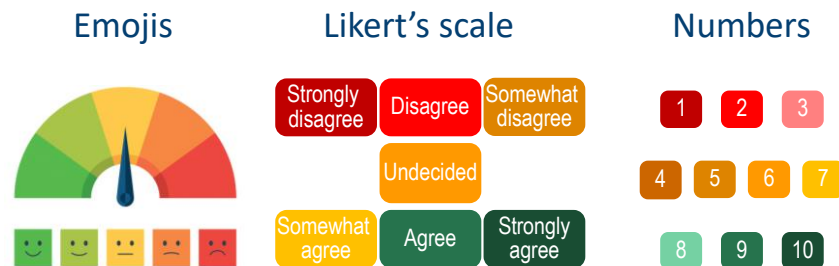 Emojis
Likert's scale
Numbers
Strongly
disagree
Disagree
Somewhat
disagree
Undecided
Somewhat
agree
Agree
Strongly
agree
1 2 3
4 5 6 7
8 9 10